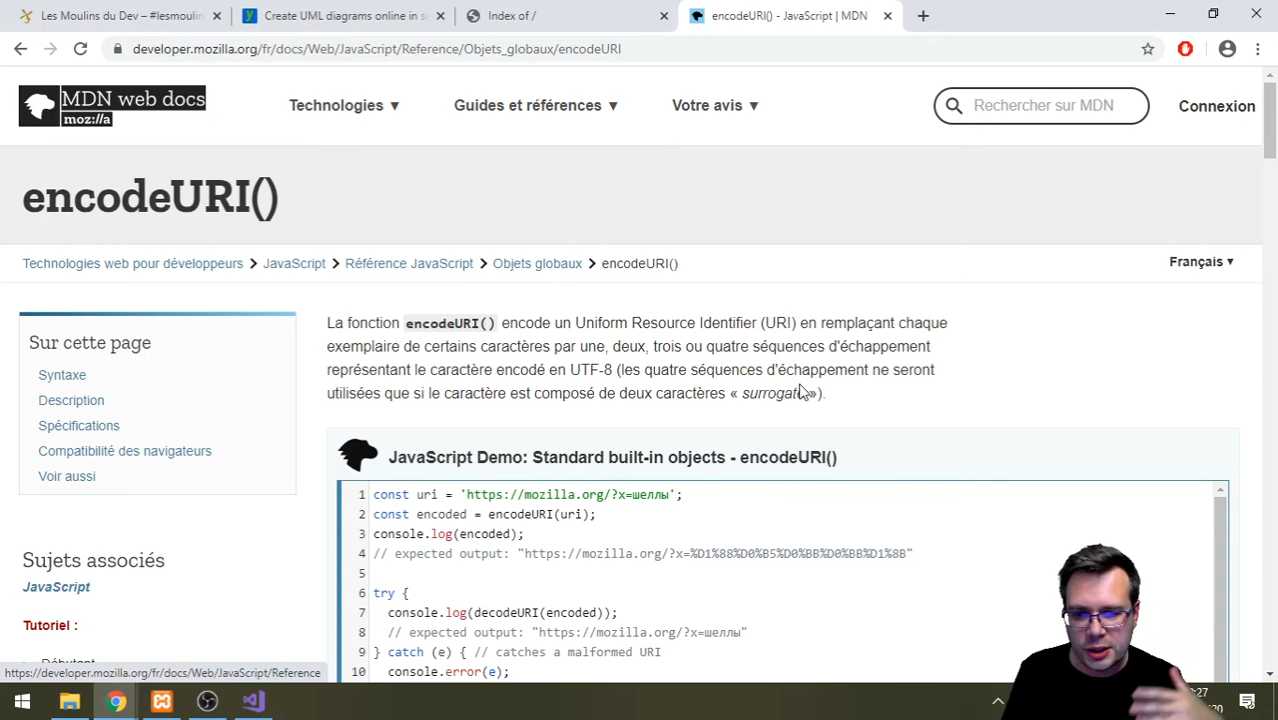 Les Moulins du Dev – #lesmoulin
Create UML diagrams online in s
Index of /
encodeURI() - JavaScript | MDN
developer.mozilla.org/fr/docs/Web/JavaScript/Reference/Objets_globaux/encodeURI
MDN web docs
moz://a
Technologies ▼
Guides et références ▼
Votre avis ▼
Rechercher sur MDN
Connexion
encodeURI()
Technologies web pour développeurs > JavaScript > Référence JavaScript > Objets globaux > encodeURI()
Français ▼
Sur cette page
Syntaxe
Description
Spécifications
Compatibilité des navigateurs
Voir aussi
Sujets associés
JavaScript
Tutoriel :
Débutant
La fonction encodeURI() encode un Uniform Resource Identifier (URI) en remplaçant chaque
exemplaire de certains caractères par une, deux, trois ou quatre séquences d'échappement
représentant le caractère encodé en UTF-8 (les quatre séquences d'échappement ne seront
utilisées que si le caractère est composé de deux caractères « surrogate »).
JavaScript Demo: Standard built-in objects - encodeURI()
1 const uri = 'https://mozilla.org/?x=шеллы';
2 const encoded = encodeURI(uri);
3 console.log(encoded);
4 // expected output: "https://mozilla.org/?x=%D1%88%D0%B5%D0%BB%D0%BB%D1%8B"
5
6 try {
7 console.log(decodeURI(encoded));
8 // expected output: "https://mozilla.org/?x=шеллы"
9 } catch (e) { // catches a malformed URI
10 console.error(e);
https://developer.mozilla.org/fr/docs/Web/JavaScript/Reference